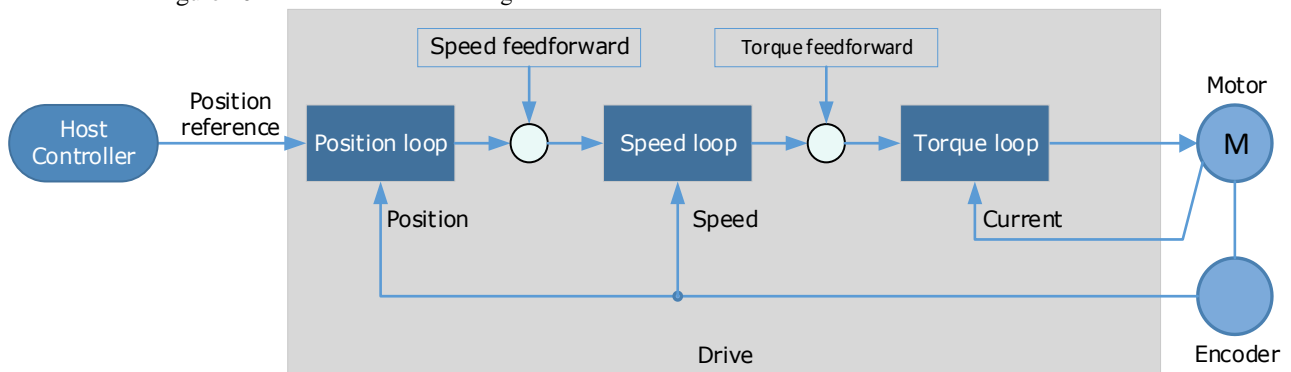 Speed feedforward
Torque feedforward
Motor
Position
reference
Host
Controller
Position loop
Speed loop
Torque loop
M
Position
Speed
Current
Drive
Encoder